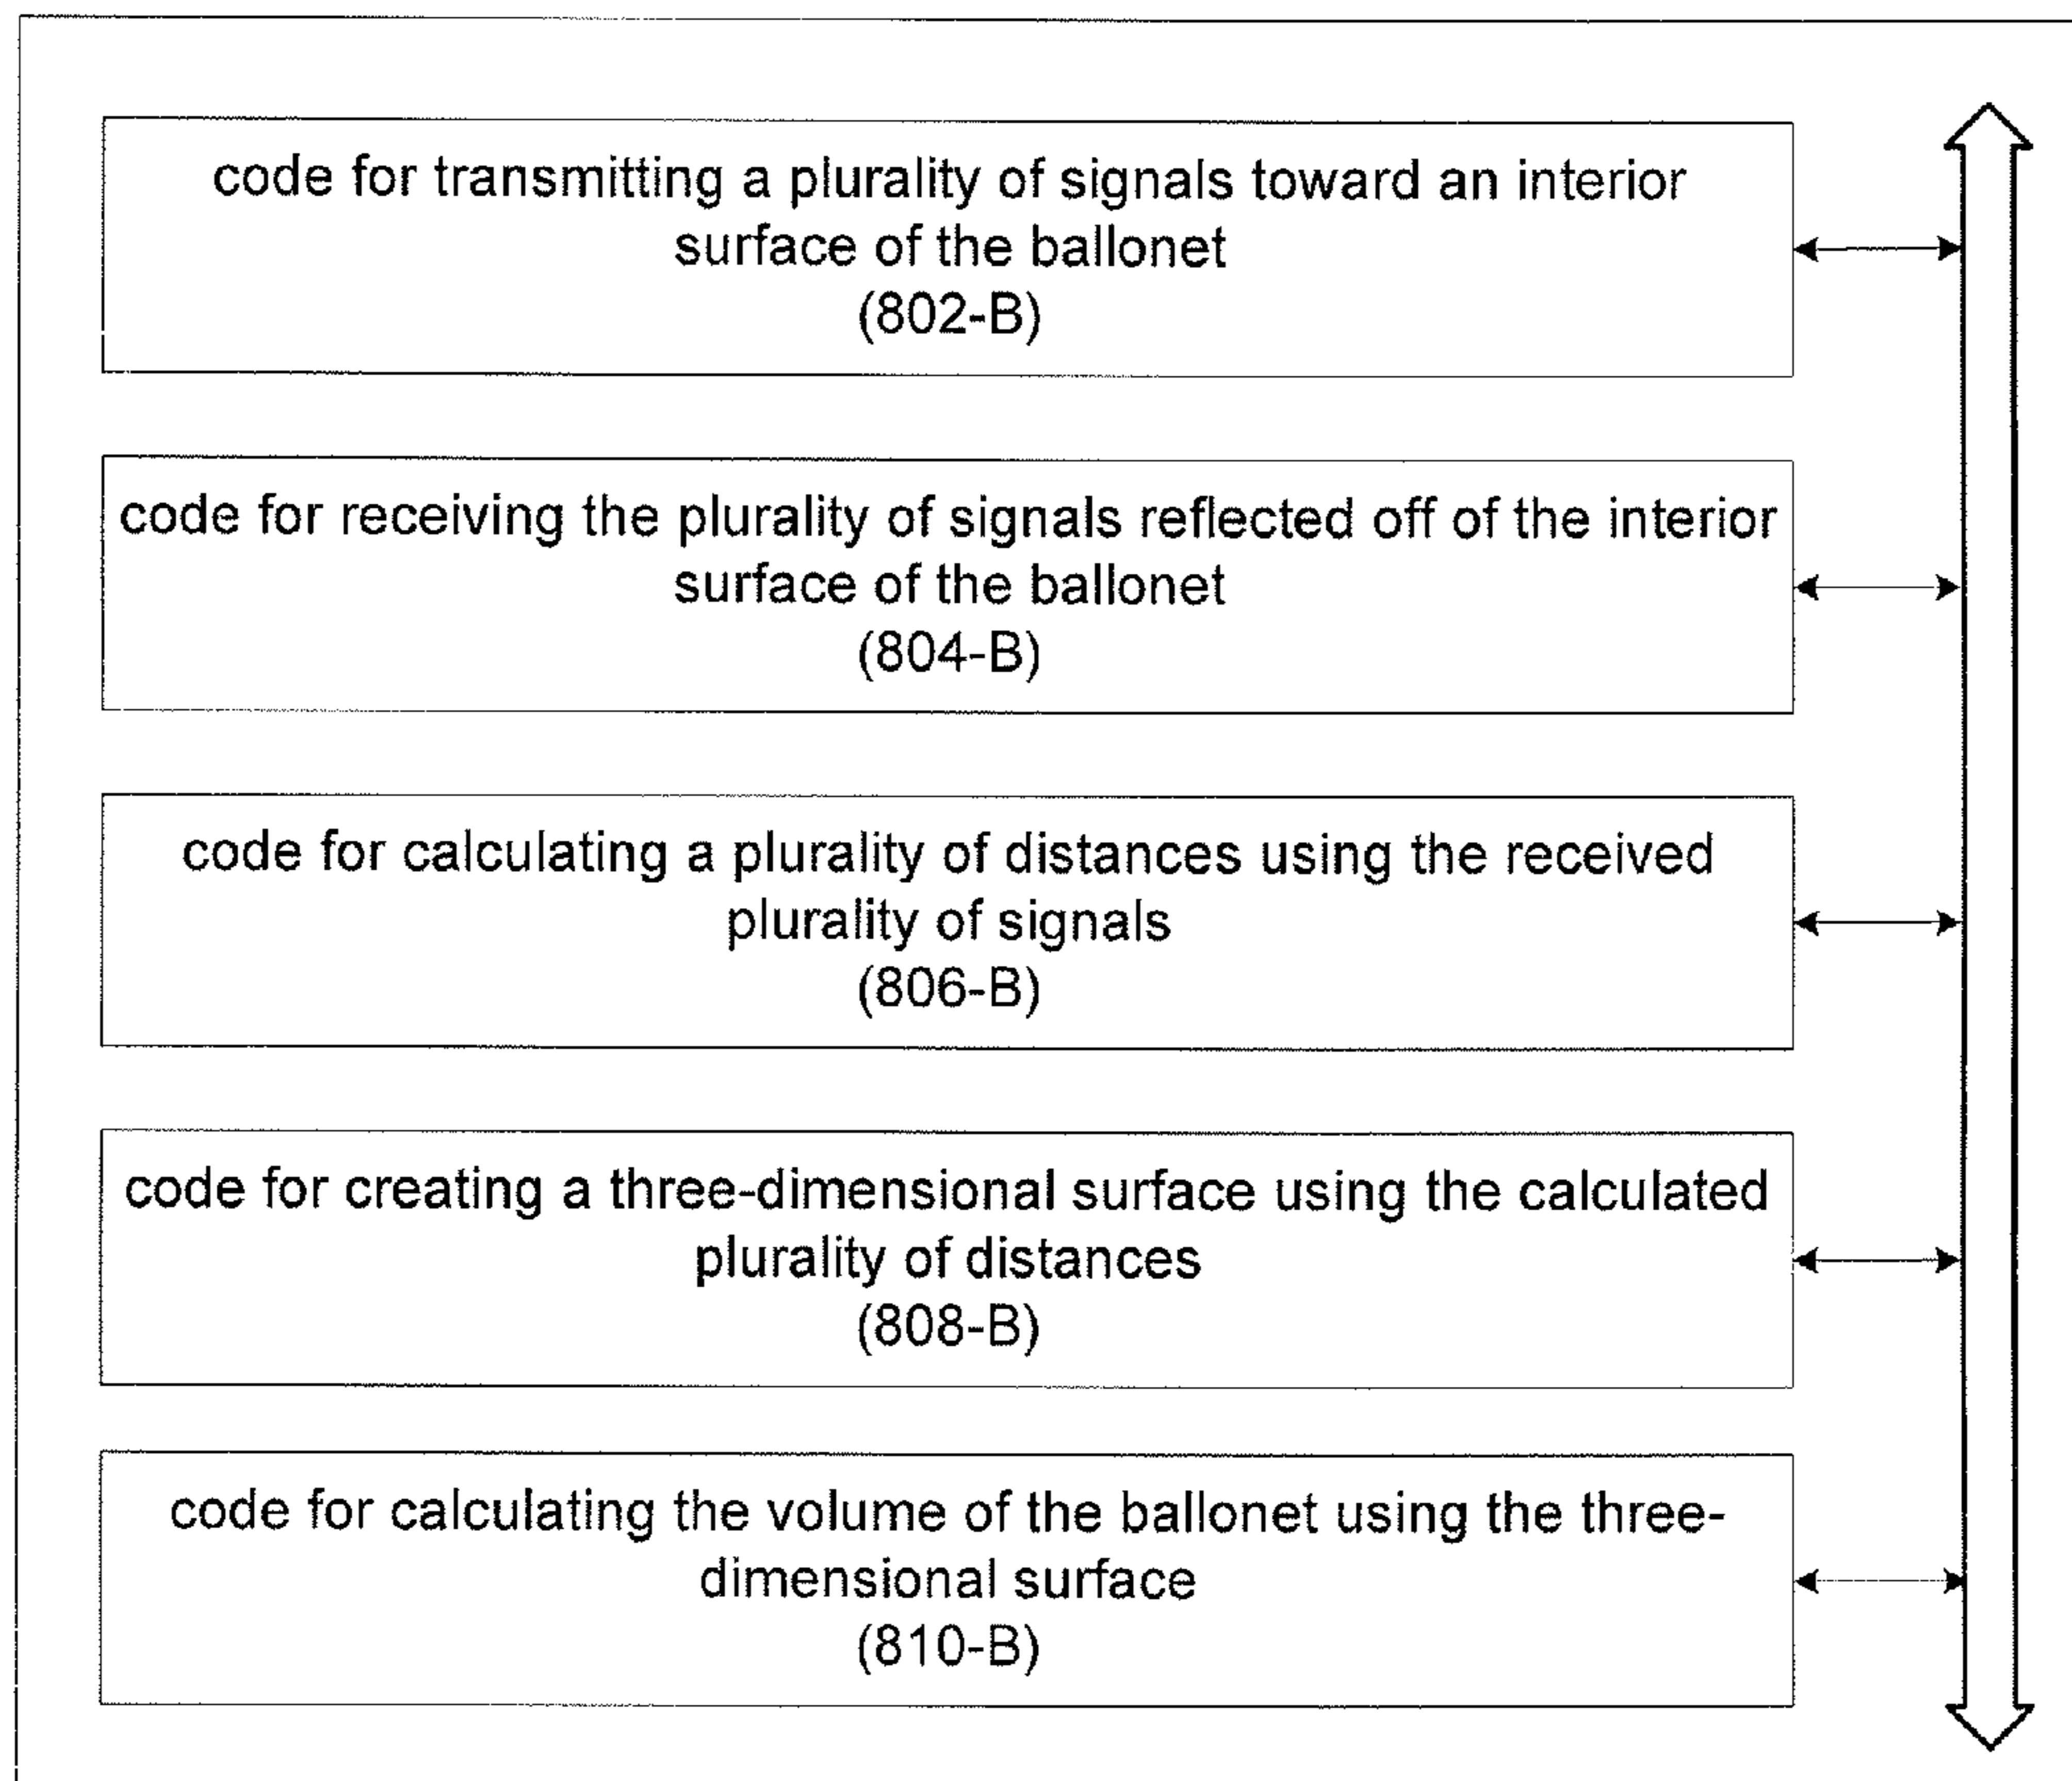 code for transmitting a plurality of signals toward an interior
surface of the ballonet
(802-B)
code for receiving the plurality of signals reflected off of the interior
surface of the ballonet
(804-B)
code for calculating a plurality of distances using the received
plurality of signals
(806-B)
code for creating a three-dimensional surface using the calculated
plurality of distances
(808-B)
code for calculating the volume of the ballonet using the three-
dimensional surface
(810-B)